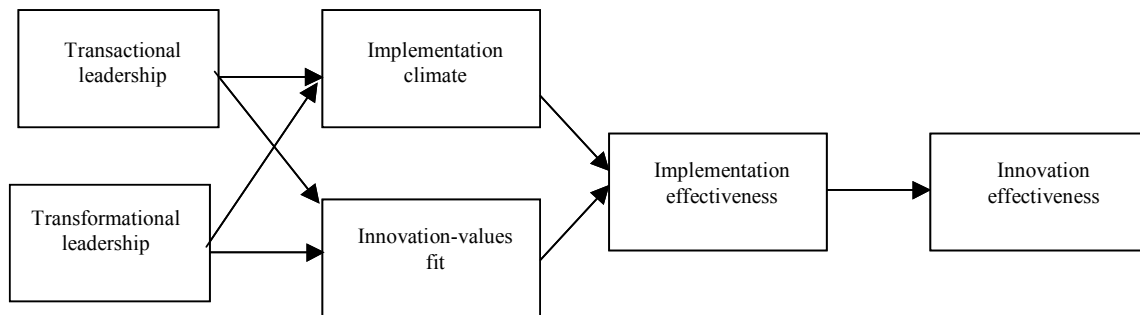 Transactional
leadership
Implementation
climate
Transformational
leadership
Innovation-values
fit
Implementation
effectiveness
Innovation
effectiveness